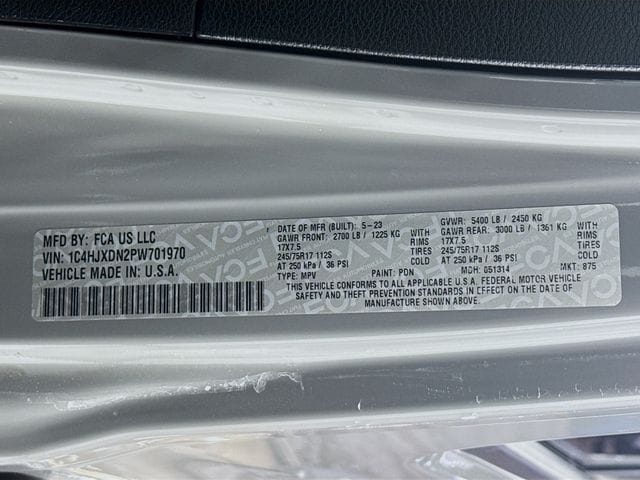 MFD BY: FCA US LLC
VIN: 1C4HJXDN2PW701970
VEHICLE MADE IN U.S.A.
DATE OF MFR (BUILT): 5-23 GVWR: 5400 LB / 2450 KG
GAWR FRONT: 2700 LB / 1225 KG WITH GAWR REAR: 3000 LB / 1361 KG WITH
17X7.5 RIMS 17X7.5 RIMS
245/75R17 112S TIRES 245/75R17 112S TIRES
AT 250 kPa / 36 PSI COLD AT 250 kPa / 36 PSI COLD
TYPE: MPV PAINT: PDN MDH: 051314 MKT: 875
THIS VEHICLE CONFORMS TO ALL APPLICABLE U.S.A. FEDERAL MOTOR VEHICLE
SAFETY AND THEFT PREVENTION STANDARDS IN EFFECT ON THE DATE OF
MANUFACTURE SHOWN ABOVE.